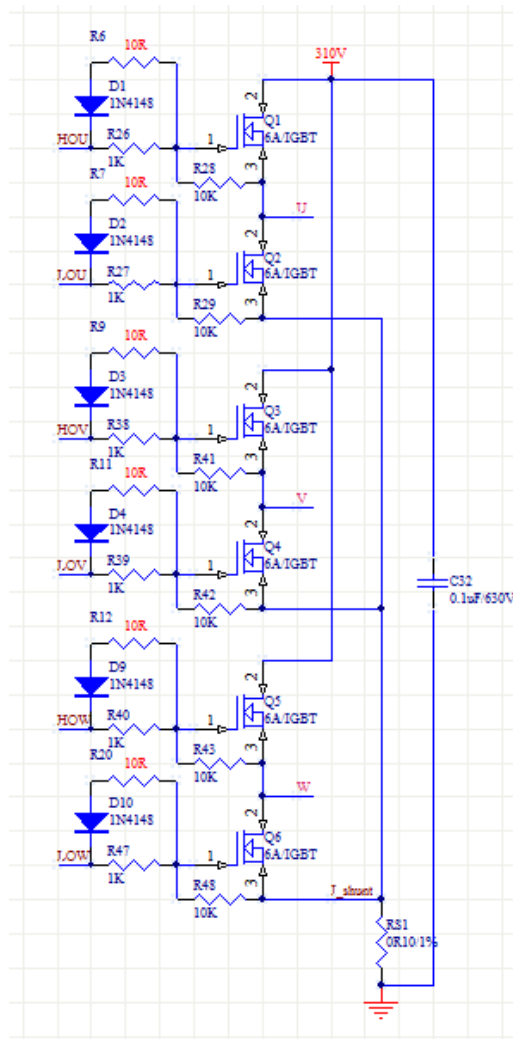 310V
R6
10R
2
D1
1N4148
Q1
6A/IGBT
HOU
R26
1
1K
3
R28
10K
R7
10R
U
2
D2
1N4148
Q2
6A/IGBT
LOU
R27
1
1K
3
R29
10K
R9
10R
2
D3
1N4148
Q3
6A/IGBT
HOV
R38
1
1K
3
R41
10K
R11
10R
V
2
D4
1N4148
Q4
6A/IGBT
LOV
R39
1
1K
3
R42
10K
C32
0.1uF/630V
R12
10R
2
D9
1N4148
Q5
6A/IGBT
HOW
R40
1
1K
3
R43
10K
R20
10R
W
2
D10
1N4148
Q6
6A/IGBT
LOW
R47
1
1K
3
R48
10K
J_shunt
RS1
0R10/1%